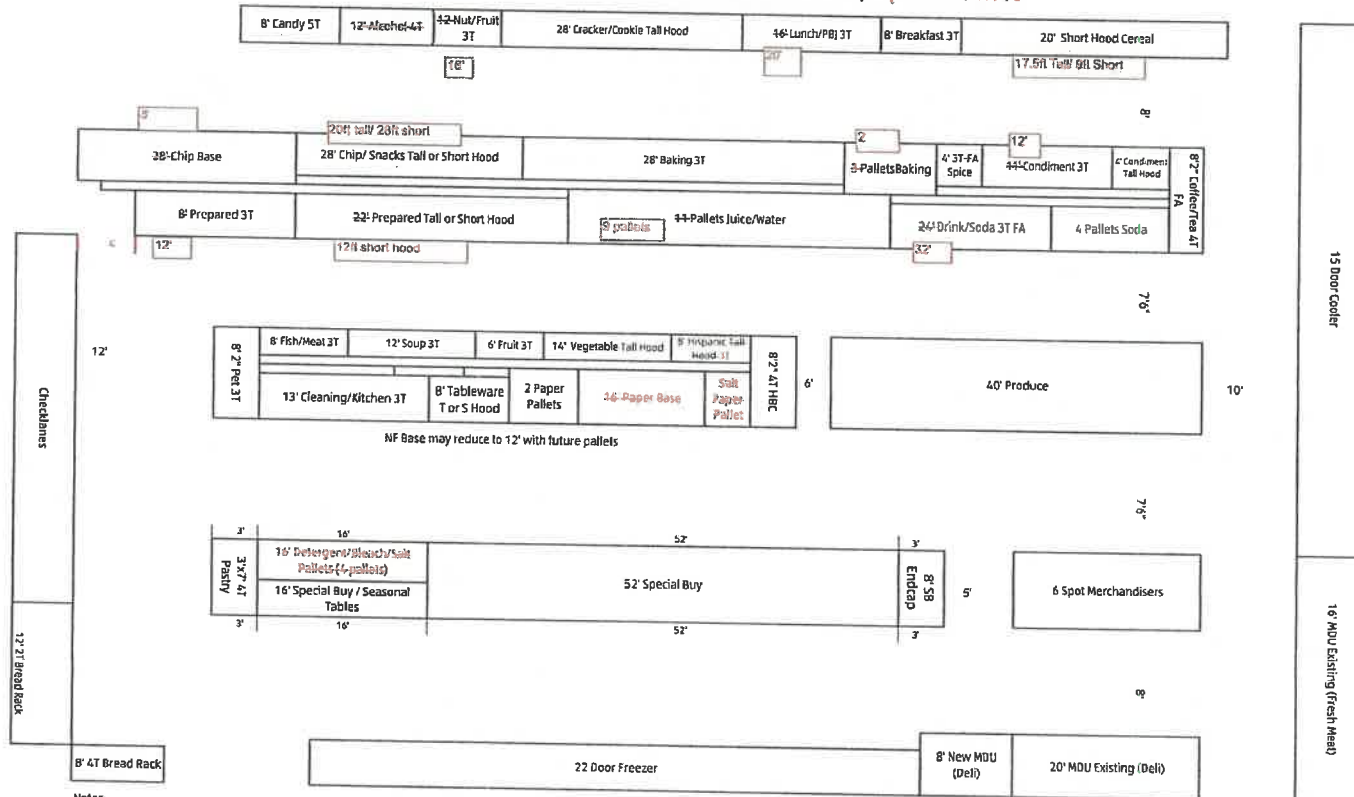 8' Candy 5T
12' Alcohol 4T
12 Nut/Fruit
3T
28' Cracker/Cookie Tall Hood
16' Lunch/PBJ 3T
8' Breakfast 3T
20' Short Hood Cereal
16'
20'
17.5ft Tall/ 9ft Short
8'
20ft tall/ 28ft short
2
12'
28' Chip Base
28' Chip/ Snacks Tall or Short Hood
28' Baking 3T
3 Pallets Baking
4' 3T-FA
Spice
11' Condiment 3T
4' Condiment
Tall Hood
8'2" Coffee/Tea 4T
FA
8' Prepared 3T
22' Prepared Tall or Short Hood
11 Pallets Juice/Water
9 pallets
24' Drink/Soda 3T FA
4 Pallets Soda
12'
12ft short hood
32'
15 Door Cooler
7'6"
12'
Checklanes
8' 2" Pet 3T
8' Fish/Meat 3T
12' Soup 3T
6' Fruit 3T
14' Vegetable Tall Hood
Hispanic Tall
Hood 3T
8'2" 4T HBC
6'
40' Produce
10'
13' Cleaning/Kitchen 3T
8' Tableware
T or S Hood
2 Paper
Pallets
16 Paper Base
Salt
Paper
Pallet
NF Base may reduce to 12' with future pallets
7'6"
3'
16'
52'
3'
3'x7' 4T
Pastry
16' Detergent/Bleach/Salt
Pallets (4 pallets)
16' Special Buy / Seasonal
Tables
52' Special Buy
8' SB
Endcap
5'
6 Spot Merchandisers
3'
16'
52'
3'
16' MDU Existing (Fresh Meat)
12' 2T Bread Rack
8'
8' 4T Bread Rack
22 Door Freezer
8' New MDU
(Deli)
20' MDU Existing (Deli)
Notes